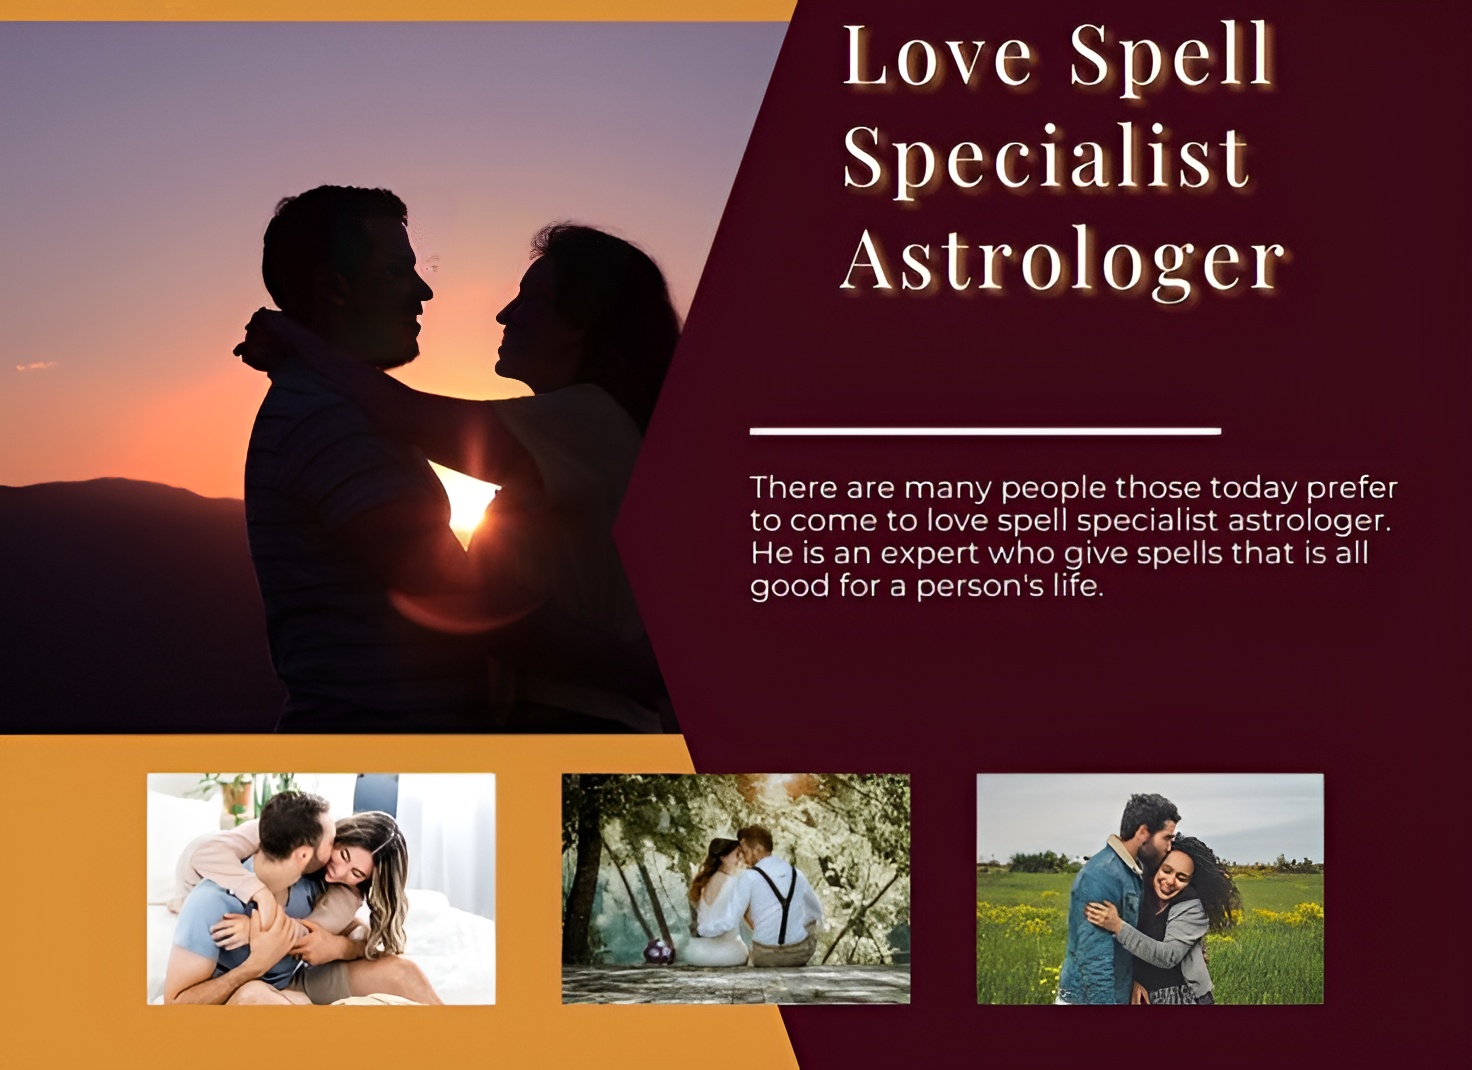 Love Spell
Specialist
Astrologer
There are many people those today prefer
to come to love spell specialist astrologer.
He is an expert who give spells that is all
good for a person's life.